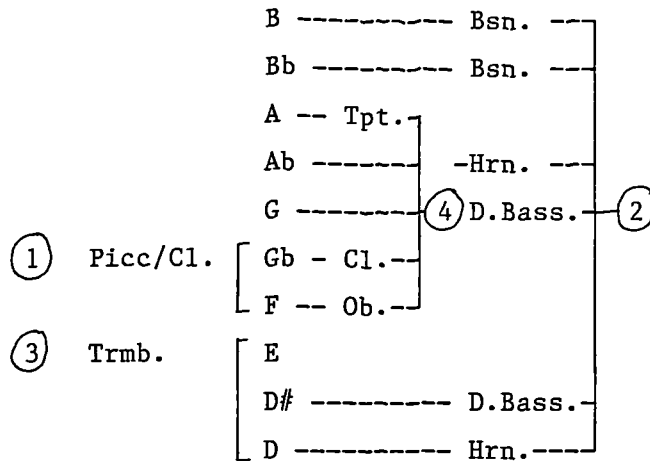 B ------------- Bsn.
Bb ------------ Bsn.
A -- Tpt.
Ab -------- -Hrn. ---
G --------- 4 D.Bass. 2
1 Picc/Cl. Gb - Cl.--
F -- Ob.--
3 Trmb. E
D# ------------ D.Bass.-
D ------------- Hrn.----